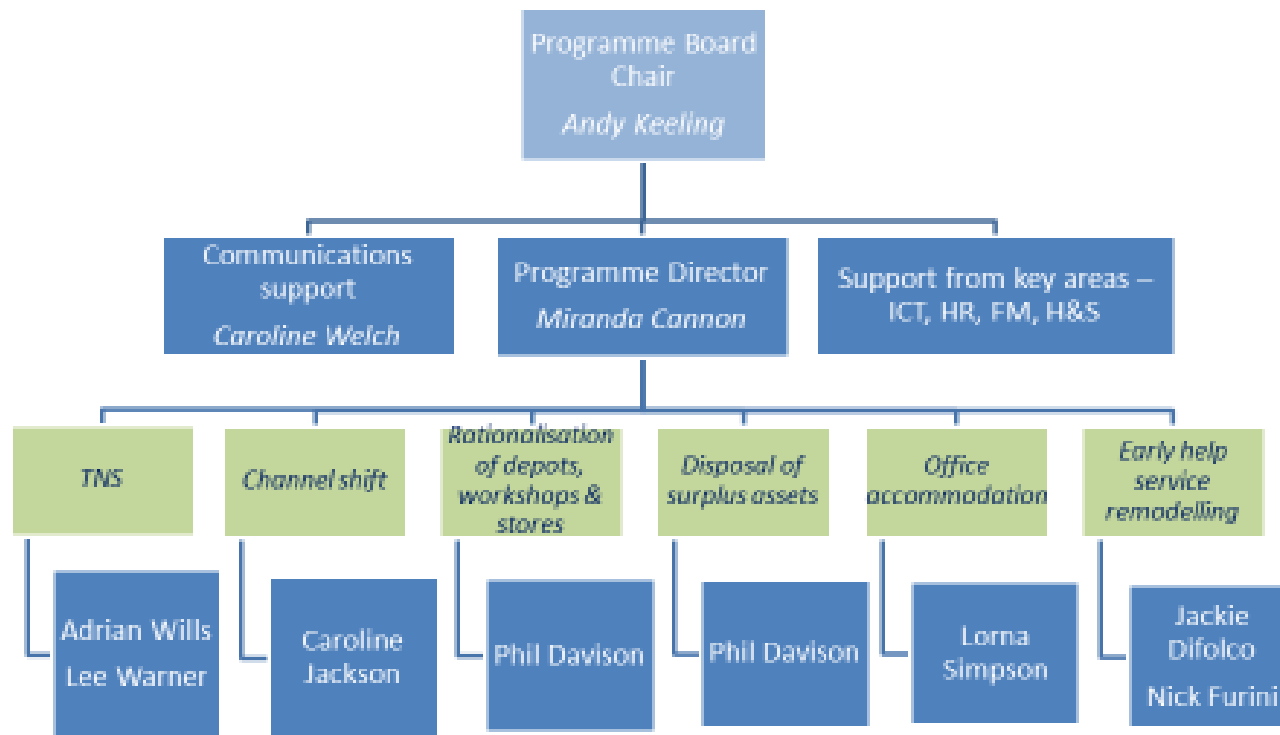 Programme Board
Chair
Andy Keeling
Communications
support
Caroline Welch
Programme Director
Miranda Cannon
Support from key areas –
ICT, HR, FM, H&S
TNS
Channel shift
Rationalisation
of depots,
workshops &
stores
Disposal of
surplus assets
Office
accommodation
Early help
service
remodelling
Adrian Wills
Lee Warner
Caroline
Jackson
Phil Davison
Phil Davison
Lorna
Simpson
Jackie
Difolco
Nick Furini